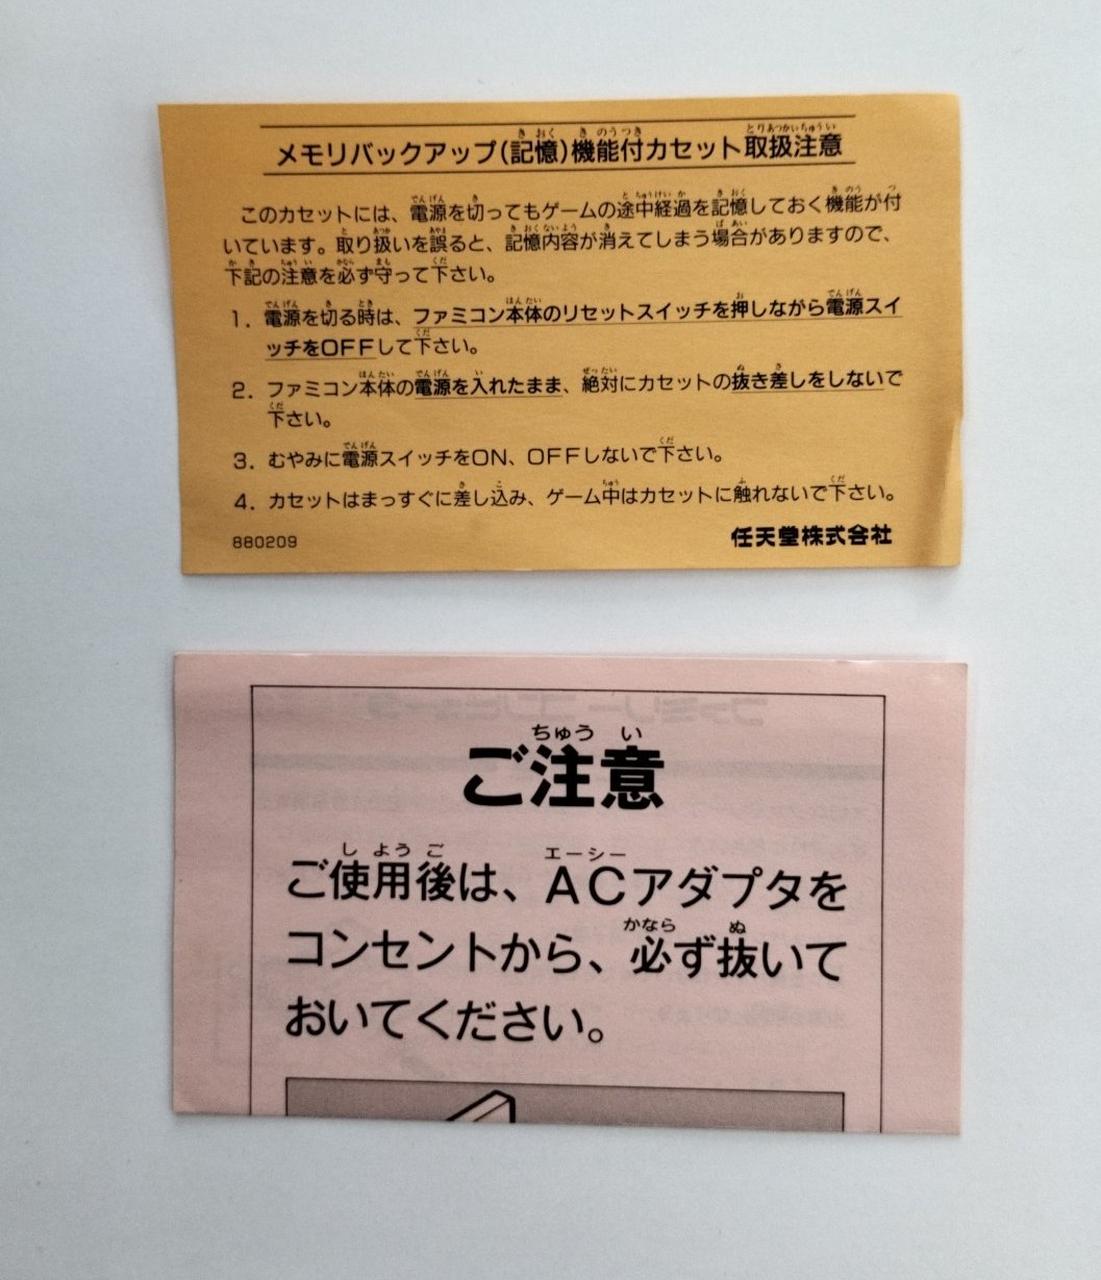 メモリバックアップ(記憶)機能付カセット取扱注意
このカセットには、電源を切ってもゲームの途中経過を記憶しておく機能が付
いています。取り扱いを誤ると、記憶内容が消えてしまう場合がありますので、
下記の注意を必ず守って下さい。
1. 電源を切る時は、ファミコン本体のリセットスイッチを押しながら電源スイ
ッチをOFFして下さい。
2. ファミコン本体の電源を入れたまま、絶対にカセットの抜き差しをしないで
下さい。
3. むやみに電源スイッチをON、OFFしないで下さい。
4. カセットはまっすぐに差し込み、ゲーム中はカセットに触れないで下さい。
880209 任天堂株式会社
ご注意
ご使用後は、ACアダプタを
コンセントから、必ず抜いて
おいてください。